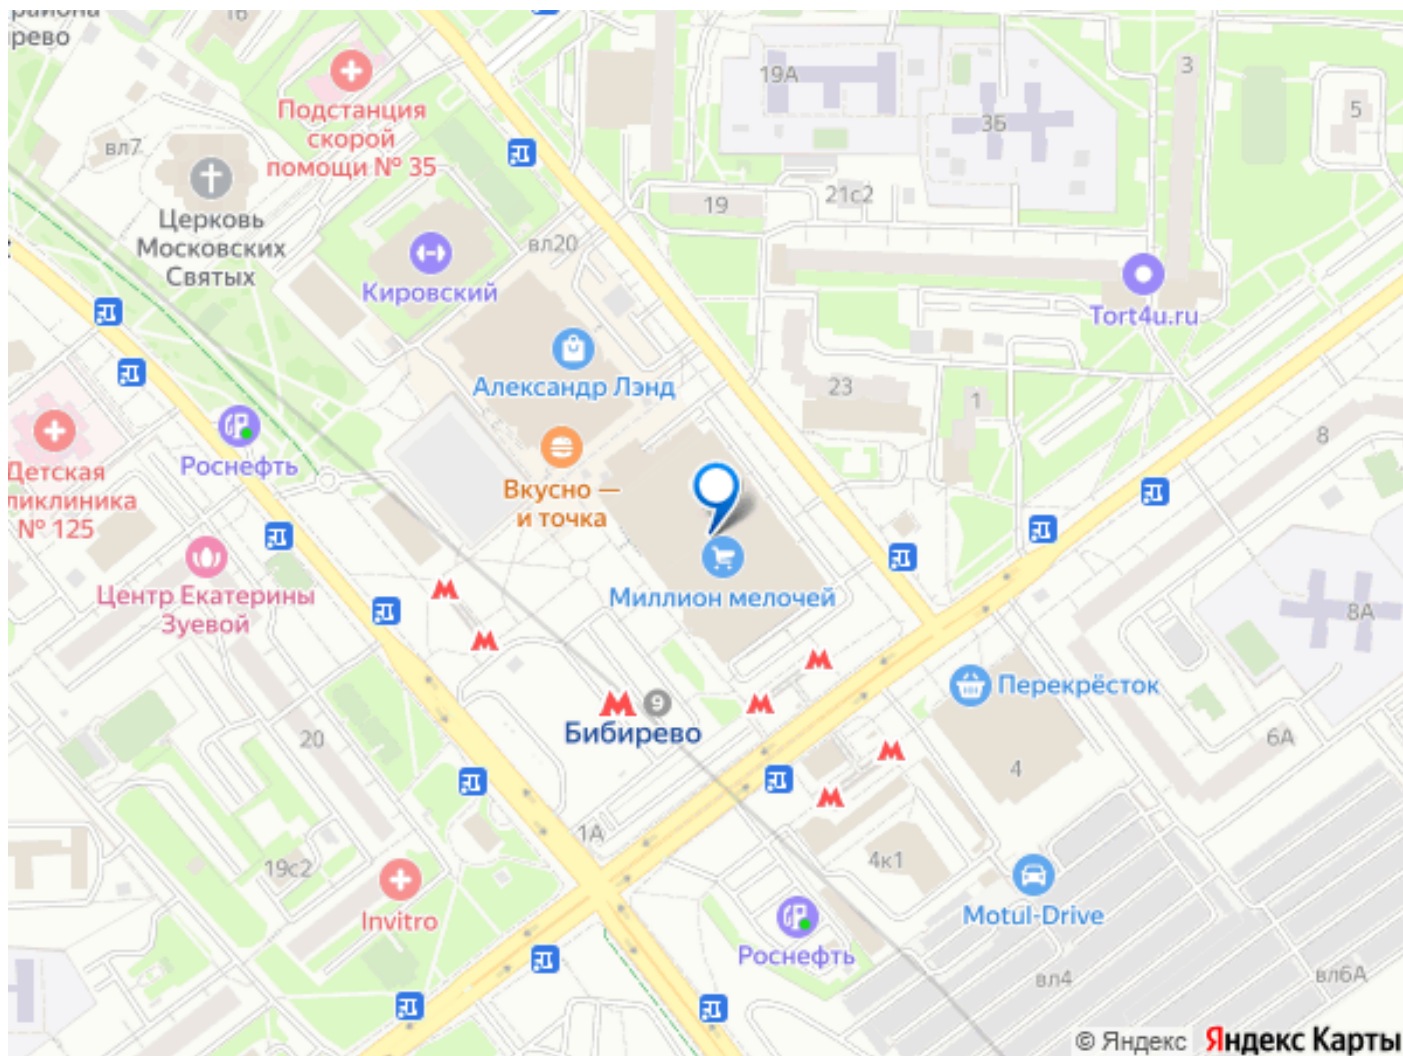 района
16
3
19А
5
Подстанция
скорой
помощи № 35
3Б
вл7
21с2
19
Церковь
Московских
Святых
вл20
Кировский
Tort4u.ru
Александр Лэнд
23
1
8
Роснефть
Детская
№ 125
Вкусно —
и точка
Центр Екатерины
Зуевой
Миллион мелочей
8А
М
М
М
Перекрёсток
М
М
9
Бибирево
20
6А
М
4
М
1А
4к1
19с2
Invitro
Motul-Drive
Роснефть
вл4
вл6А
© Яндекс Яндекс Карты